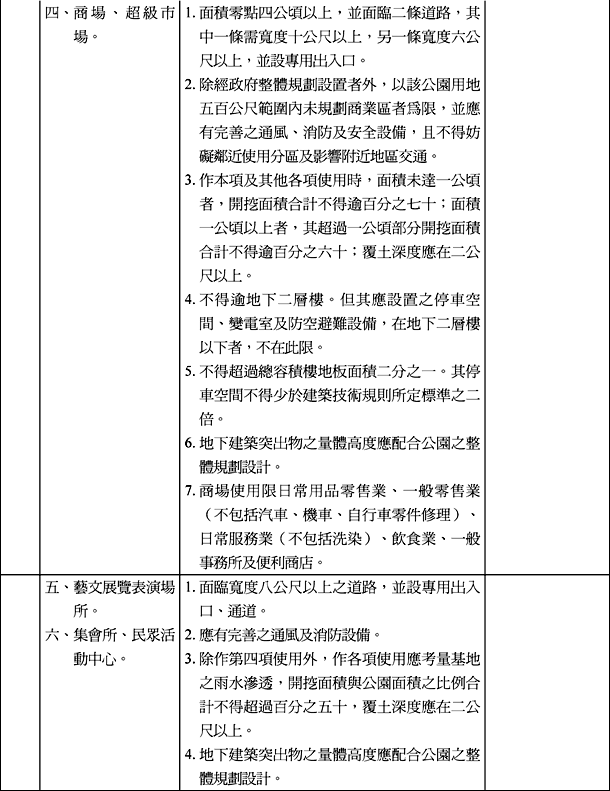 四、商場、超級市
場。
1. 面積零點四公頃以上，並面臨二條道路，其
中一條需寬度十公尺以上，另一條寬度六公
尺以上，並設專用出入口。
2. 除經政府整體規劃設置者外，以該公園用地
五百公尺範圍內未規劃商業區者為限，並應
有完善之通風、消防及安全設備，且不得妨
礙鄰近使用分區及影響附近地區交通。
3. 作本項及其他各項使用時，面積未達一公頃
者，開挖面積合計不得逾百分之七十；面積
一公頃以上者，其超過一公頃部分開挖面積
合計不得逾百分之六十；覆土深度應在二公
尺以上。
4. 不得逾地下二層樓。但其應設置之停車空
間、變電室及防空避難設備，在地下二層樓
以下者，不在此限。
5. 不得超過總容積樓地板面積二分之一。其停
車空間不得少於建築技術規則所定標準之二
倍。
6. 地下建築突出物之量體高度應配合公園之整
體規劃設計。
7. 商場使用限日常用品零售業、一般零售業
（不包括汽車、機車、自行車零件修理）、
日常服務業（不包括洗染）、飲食業、一般
事務所及便利商店。
五、藝文展覽表演場
所。
六、集會所、民眾活
動中心。
1. 面臨寬度八公尺以上之道路，並設專用出入
口、通道。
2. 應有完善之通風及消防設備。
3. 除作第四項使用外，作各項使用應考量基地
之雨水滲透，開挖面積與公園面積之比例合
計不得超過百分之五十，覆土深度應在二公
尺以上。
4. 地下建築突出物之量體高度應配合公園之整
體規劃設計。